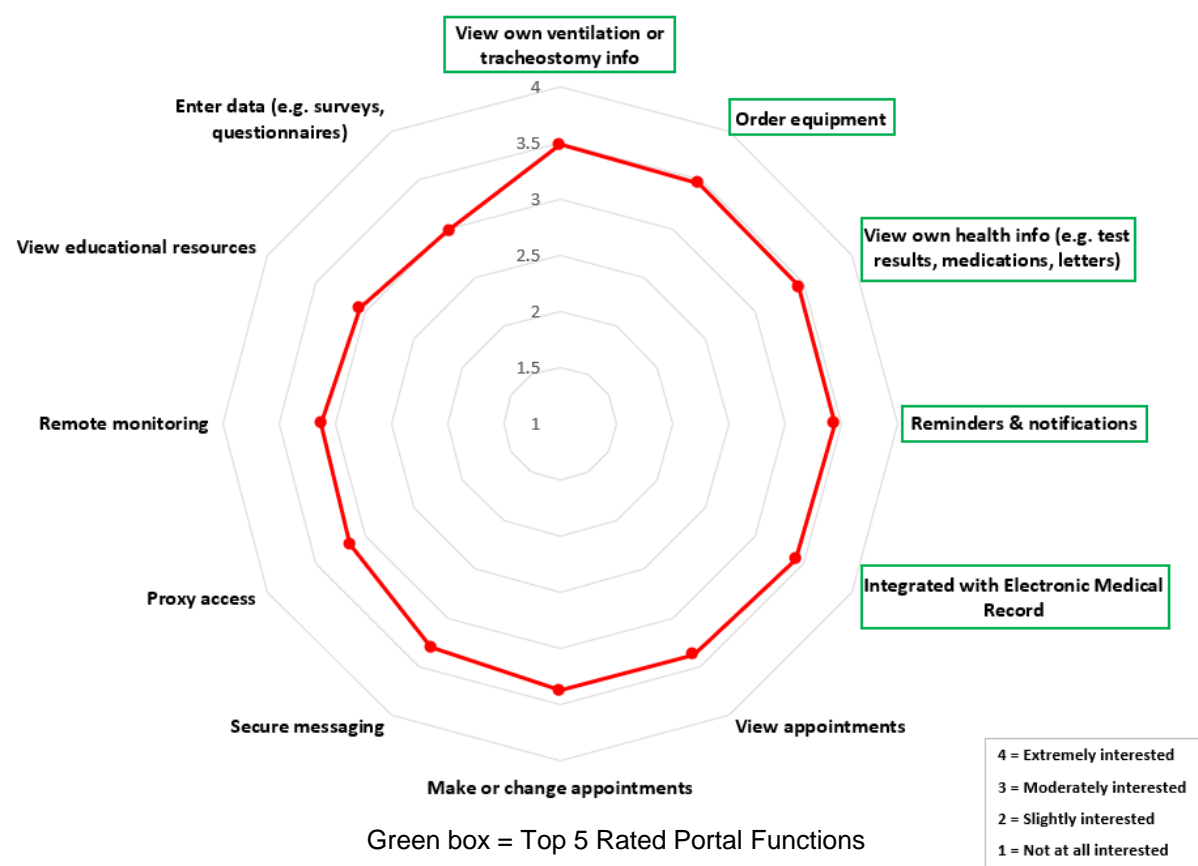 View own ventilation or
tracheostomy info
Order equipment
View own health info (e.g. test
results, medications, letters)
Reminders & notifications
Integrated with Electronic Medical
Record
View appointments
Make or change appointments
Secure messaging
Proxy access
Remote monitoring
View educational resources
Enter data (e.g. surveys,
questionnaires)
4
3.5
3
2.5
2
1.5
1
4 = Extremely interested
3 = Moderately interested
2 = Slightly interested
1 = Not at all interested
Green box = Top 5 Rated Portal Functions